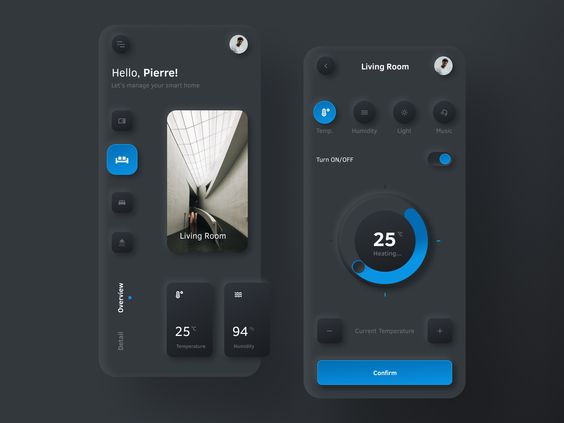 Hello, Pierre!
Let's manage your smart home
Living Room
Overview
Detail
25°C
Temperature
94%
Humidity
Living Room
Temp.
Humidity
Light
Music
Turn ON/OFF
25°C
Heating...
Current Temperature
Confirm